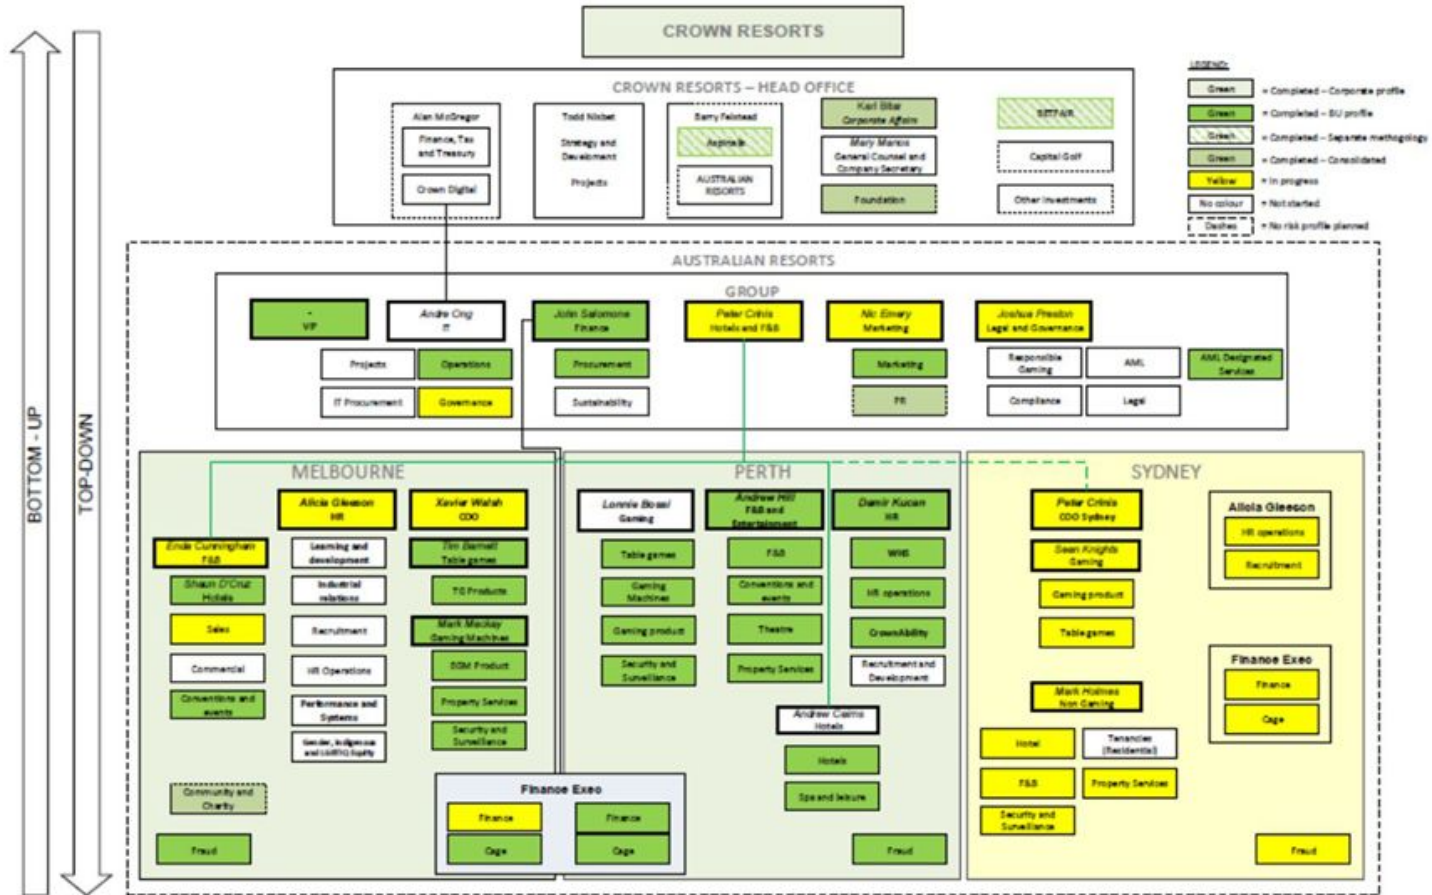 CROWN RESORTS
CROWN RESORTS – HEAD OFFICE
Alan McGregor
Finance, Tax
and Treasury
Crown Digital
Todd Nisbet
Strategy and
Development
Projects
Barry Felstead
Aspinalls
AUSTRALIAN
RESORTS
Karl Bitar
Corporate Affairs
Mary Manos
General Counsel and
Company Secretary
Foundation
BETFAIR
Capital Golf
Other Investments
LEGEND:
Green = Completed – Corporate profile
Green = Completed – BU profile
Green = Completed – Separate methogology
Green = Completed – Consolidated
Yellow = In progress
No colour = Not started
Dashes = No risk profile planned
BOTTOM - UP
TOP-DOWN
AUSTRALIAN RESORTS
GROUP
-
VIP
Andre Ong
IT
John Salomone
Finance
Peter Crinis
Hotels and F&B
Nic Emery
Marketing
Joshua Preston
Legal and Governance
Projects
Operations
IT Procurement
Governance
Procurement
Sustainability
Marketing
PR
Responsible
Gaming
AML
Compliance
Legal
AML Designated
Services
MELBOURNE
Alicia Gleeson
HR
Xavier Walsh
COO
Enda Cunningham
F&B
Shaun D'Cruz
Hotels
Sales
Commercial
Conventions and
events
Community and
Charity
Fraud
Learning and
development
Industrial
relations
Recruitment
HR Operations
Performance and
Systems
Gender, Indigenous
and LGBTIQ Equity
Tim Barnett
Table games
TG Products
Mark Mackay
Gaming Machines
EGM Product
Property Services
Security and
Surveillance
Finance Exec
Finance
Cage
Finance
Cage
PERTH
Lonnie Bossi
Gaming
Table games
Gaming
Machines
Gaming product
Security and
Surveillance
Andrew Hill
F&B and
Entertainment
F&B
Conventions and
events
Theatre
Property Services
Damir Kucan
HR
WHS
HR operations
CrownAbility
Recruitment and
Development
Andrew Cairns
Hotels
Hotels
Spa and leisure
Fraud
SYDNEY
Peter Crinis
COO Sydney
Sean Knights
Gaming
Gaming product
Table games
Mark Holmes
Non Gaming
Hotel
Tenancies
(Residential)
F&B
Property Services
Security and
Surveillance
Alicia Gleeson
HR operations
Recruitment
Finance Exec
Finance
Cage
Fraud